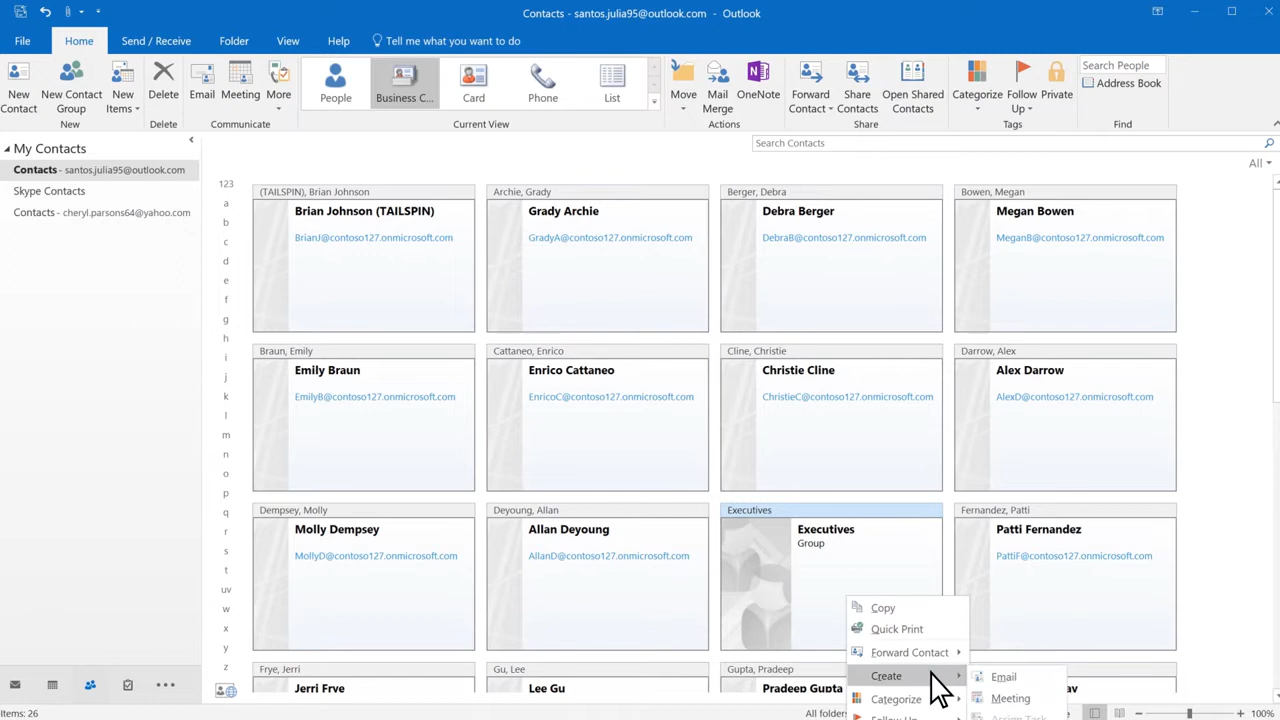 Contacts - santos.julia95@outlook.com - Outlook
File Home Send / Receive Folder View Help Tell me what you want to do
New Contact
New Contact Group
New Items
Delete
Email
Meeting
More
People
Business C...
Card
Phone
List
Move
Mail Merge
OneNote
Forward Contact
Share Contacts
Open Shared Contacts
Categorize
Follow Up
Private
Search People
Address Book
New Delete Communicate Current View Actions Share Tags Find
My Contacts
Contacts - santos.julia95@outlook.com
Skype Contacts
Contacts - cheryl.parsons64@yahoo.com
Search Contacts
All
123
a
b
c
d
e
f
g
h
i
j
k
l
m
n
o
p
q
r
s
t
uv
w
x
y
z
(TAILSPIN), Brian Johnson
Brian Johnson (TAILSPIN)
BrianJ@contoso127.onmicrosoft.com
Archie, Grady
Grady Archie
GradyA@contoso127.onmicrosoft.com
Berger, Debra
Debra Berger
DebraB@contoso127.onmicrosoft.com
Bowen, Megan
Megan Bowen
MeganB@contoso127.onmicrosoft.com
Braun, Emily
Emily Braun
EmilyB@contoso127.onmicrosoft.com
Cattaneo, Enrico
Enrico Cattaneo
EnricoC@contoso127.onmicrosoft.com
Cline, Christie
Christie Cline
ChristieC@contoso127.onmicrosoft.com
Darrow, Alex
Alex Darrow
AlexD@contoso127.onmicrosoft.com
Dempsey, Molly
Molly Dempsey
MollyD@contoso127.onmicrosoft.com
Deyoung, Allan
Allan Deyoung
AllanD@contoso127.onmicrosoft.com
Executives
Executives
Group
Fernandez, Patti
Patti Fernandez
PattiF@contoso127.onmicrosoft.com
Frye, Jerri
Jerri Frye
Gu, Lee
Lee Gu
Gupta, Pradeep
Pradeep Gupta
Copy
Quick Print
Forward Contact
Create
Categorize
Follow Up
Email
Meeting
Assign Task
Items: 26
All folders
100%